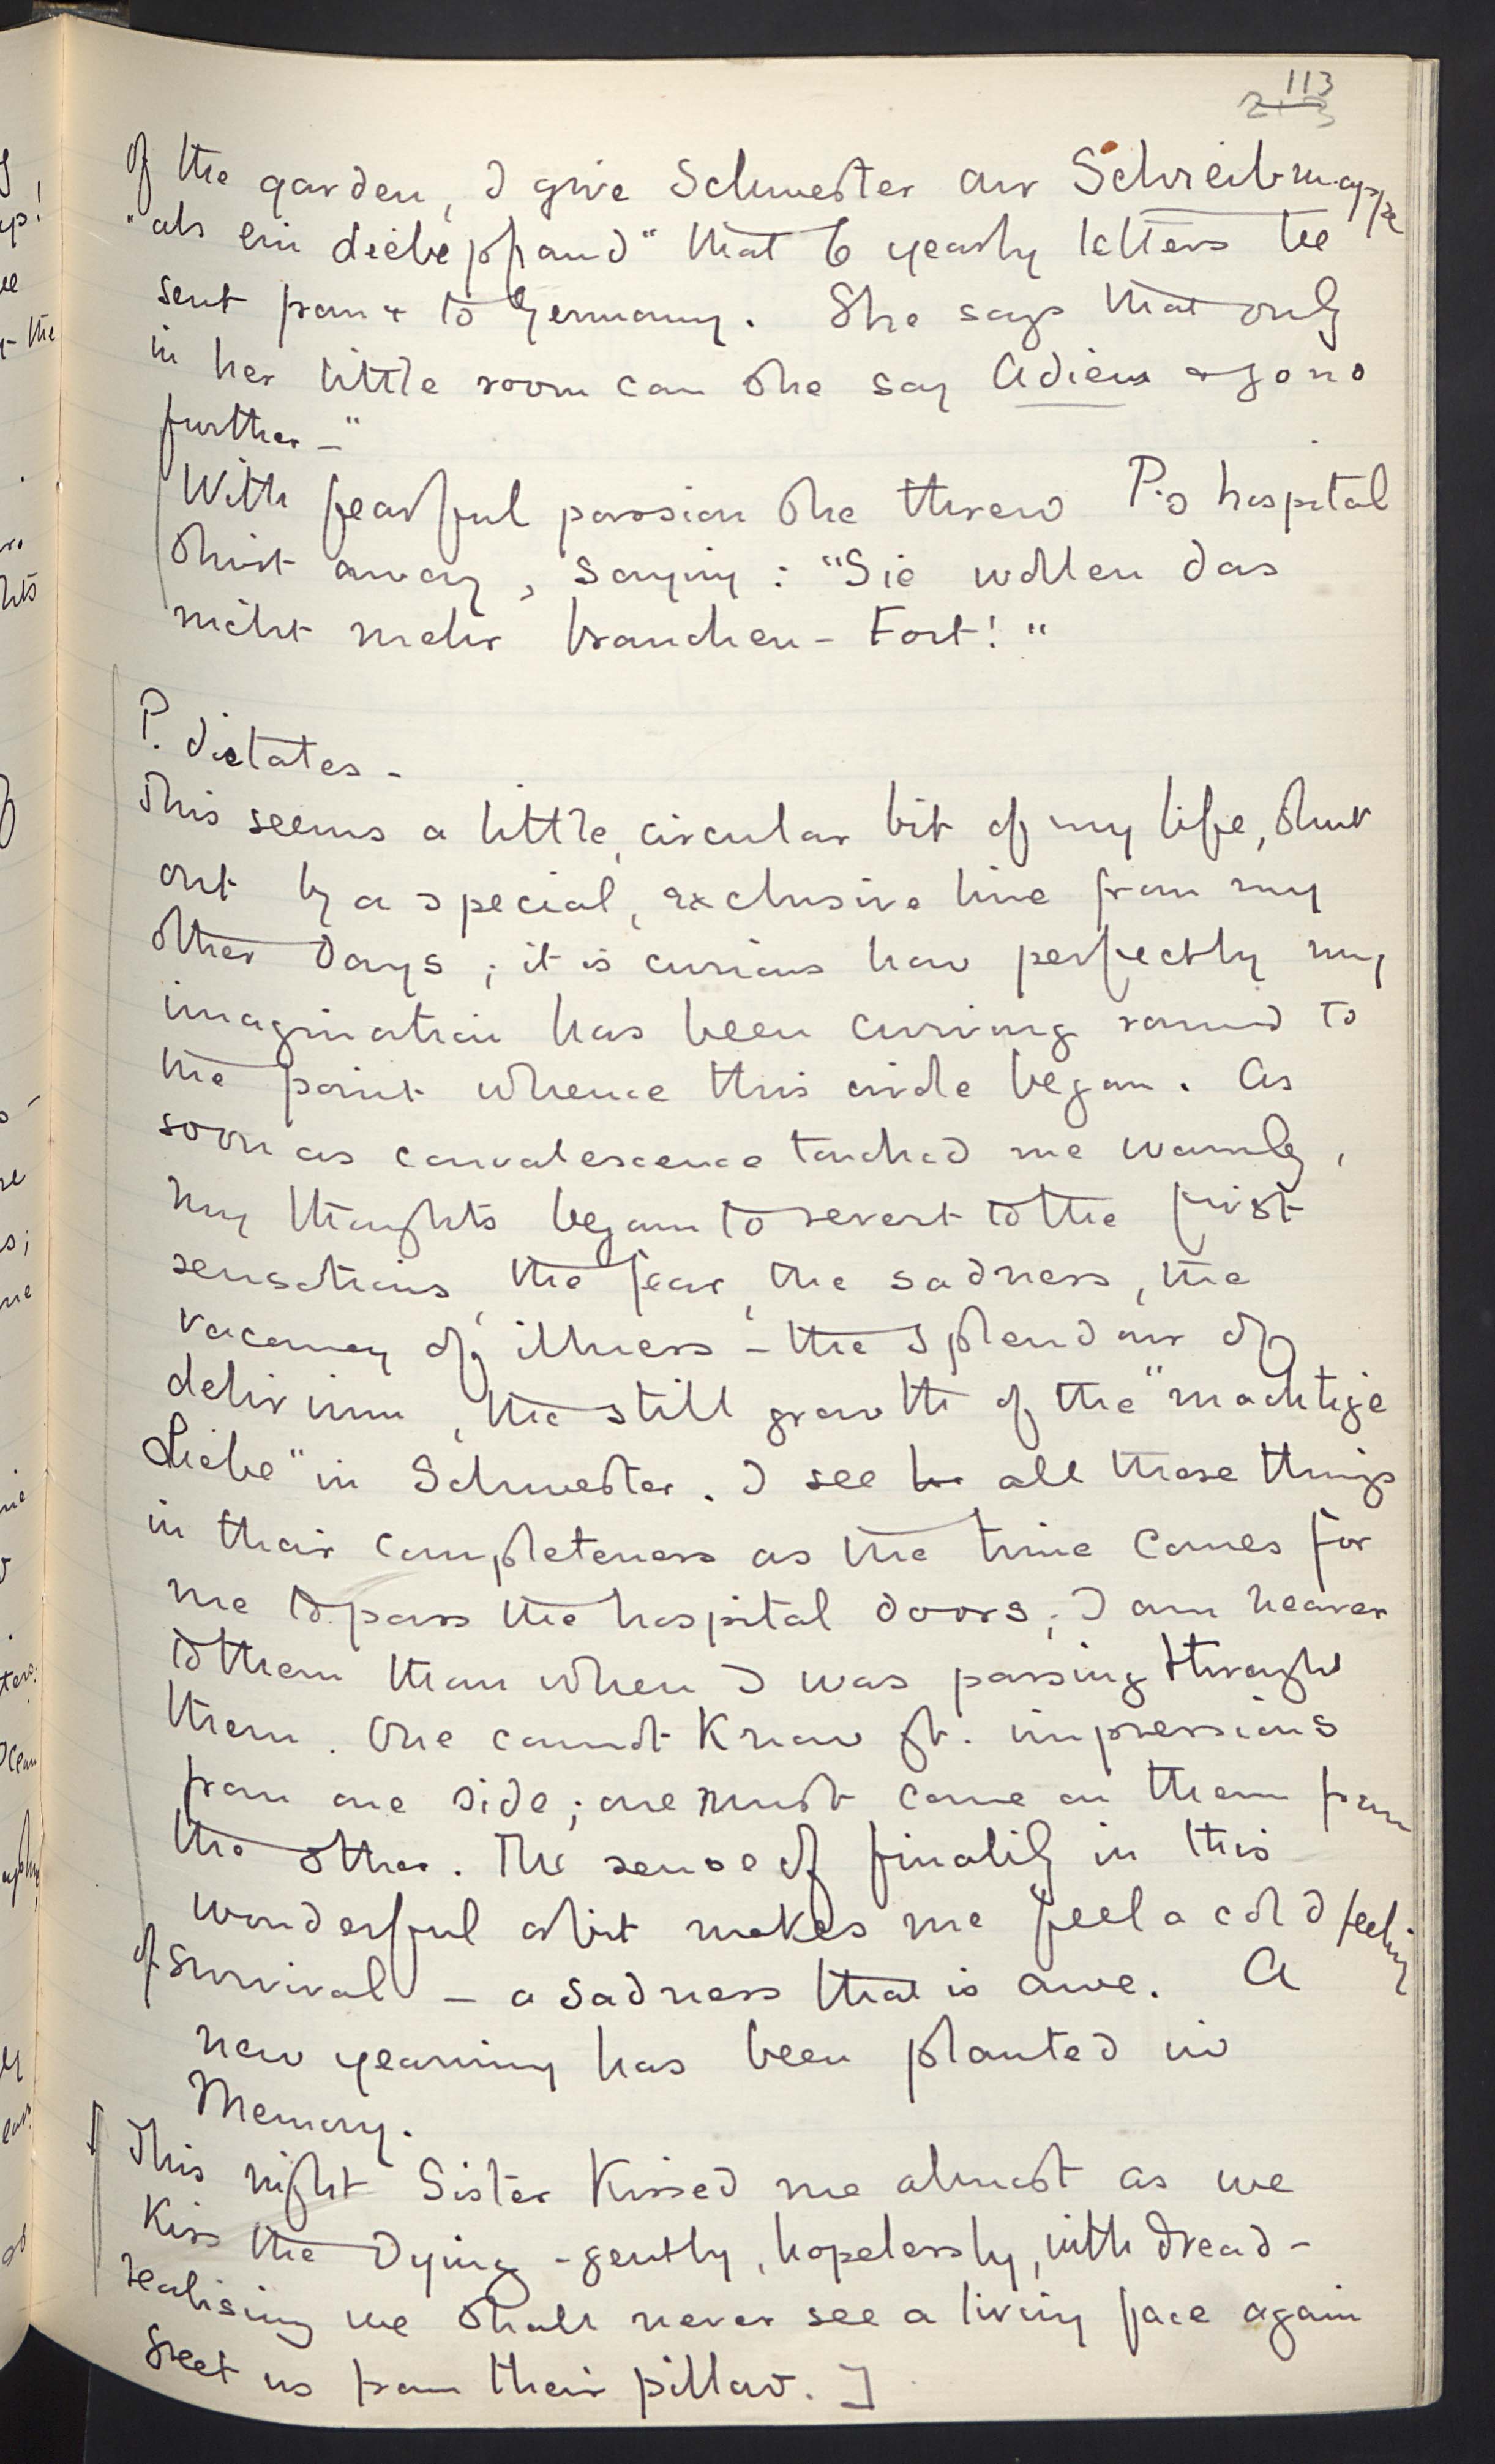 113
of the garden, I give Schwester our Schreibmappe
"als ein Liebepfand" that 6 yearly letters be
sent from & to Germany. She says that only
in her little room can she say Adieu & go no
further —"
With fearful passion she threw P's hospital
shirt away, saying: "Sie wollen das
nicht mehr brauchen - Fort!"
P. dictates -
This seems a little, circular bit of my life, shut
out by a special, exclusive line from my
other days; it is curious how perfectly my
imagination has been curving round to
the point whence this circle began. As
soon as convalescence touched me warmly,
my thoughts began to revert to the first
sensations, the fear, the sadness, the
vacancy of illness - the splendour of
delirium, the still growth of the "machtige
Liebe" in Schwester. I see all these things
in their completeness as the time comes for
me to pass the hospital doors; I am nearer
to them than when I was passing through
them. One cannot know gt. impressions
from one side; one must come on them from
the other. The sense of finality in this
wonderful orbit makes me feel a cold feeling
of survival - a sadness that is awe. A
new yearning has been planted in
Memory.
This night Sister kissed me almost as we
kiss the Dying - gently, hopelessly, with dread -
realising we shall never see a living face again
greet us from their pillow. ]